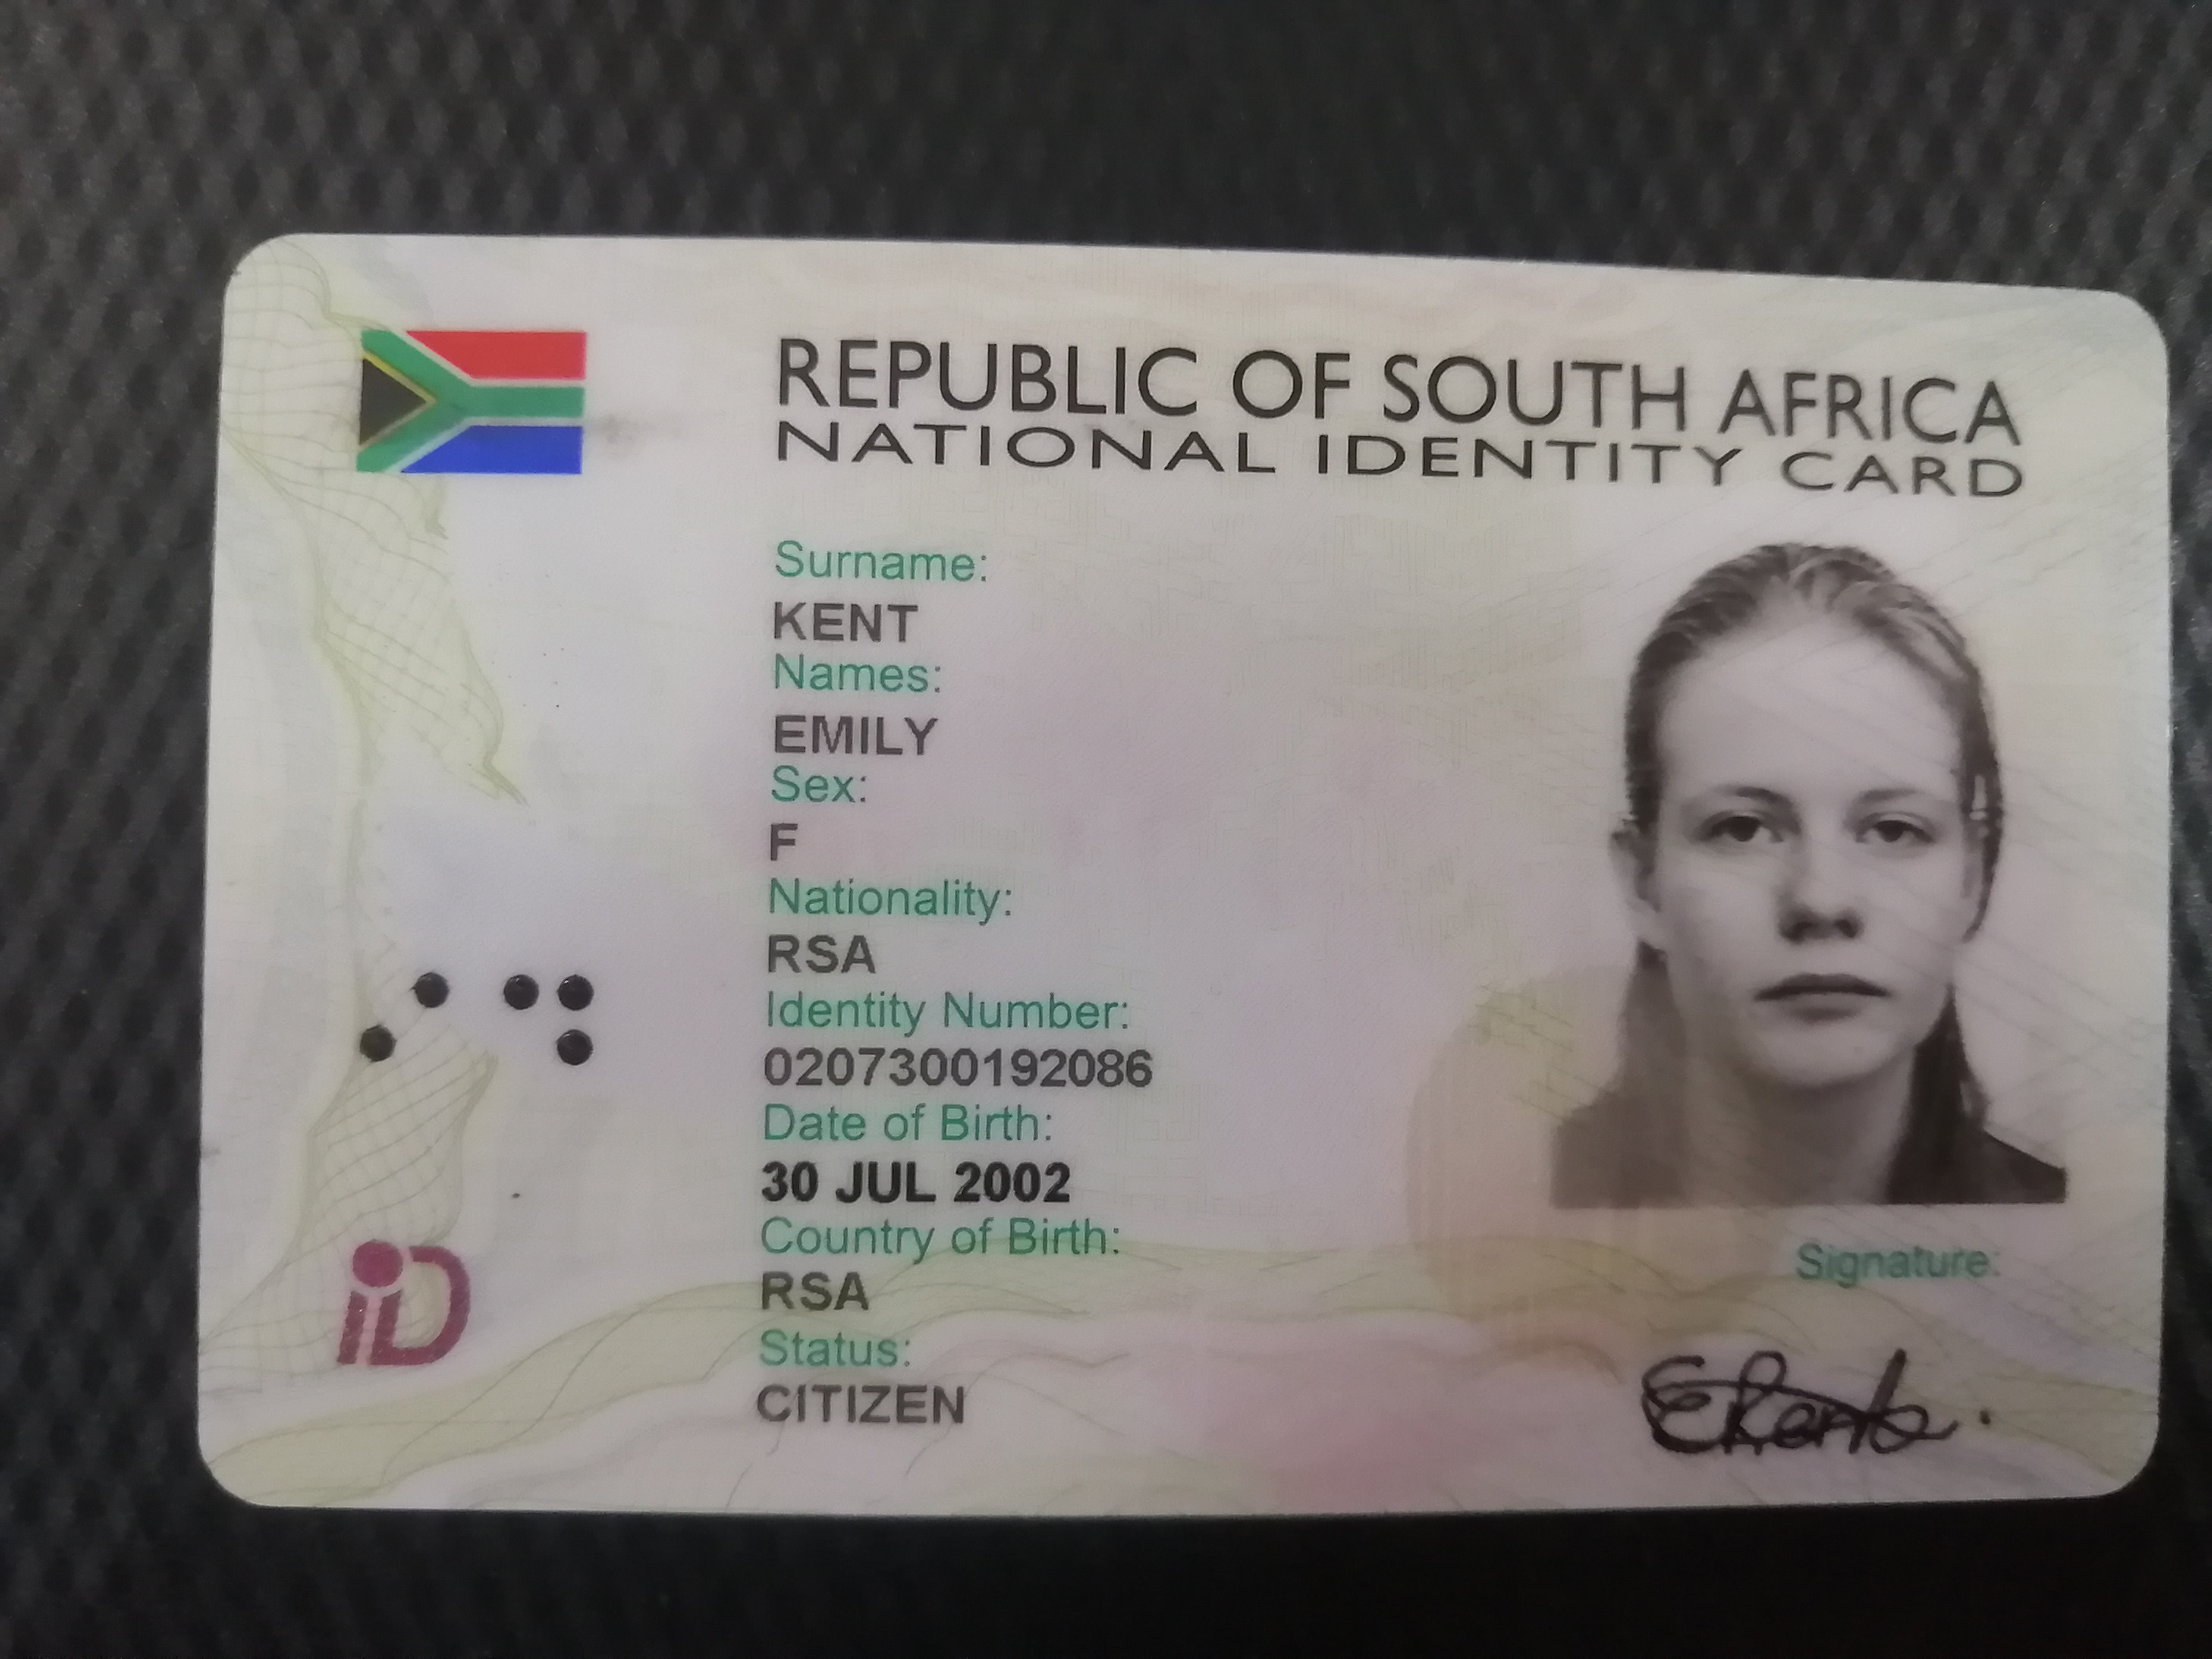 REPUBLIC OF SOUTH AFRICA
NATIONAL IDENTITY CARD
Surname:
KENT
Names:
EMILY
Sex:
F
Nationality:
RSA
Identity Number:
0207300192086
Date of Birth:
30 JUL 2002
Country of Birth:
RSA
Status:
CITIZEN
iD
Signature:
EKent